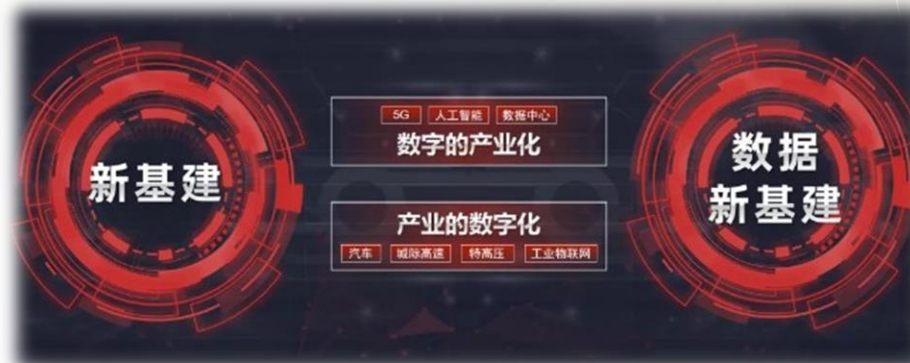 新基建
5G 人工智能 数据中心
数字的产业化
产业的数字化
汽车 城际高速 特高压 工业物联网
数据
新基建